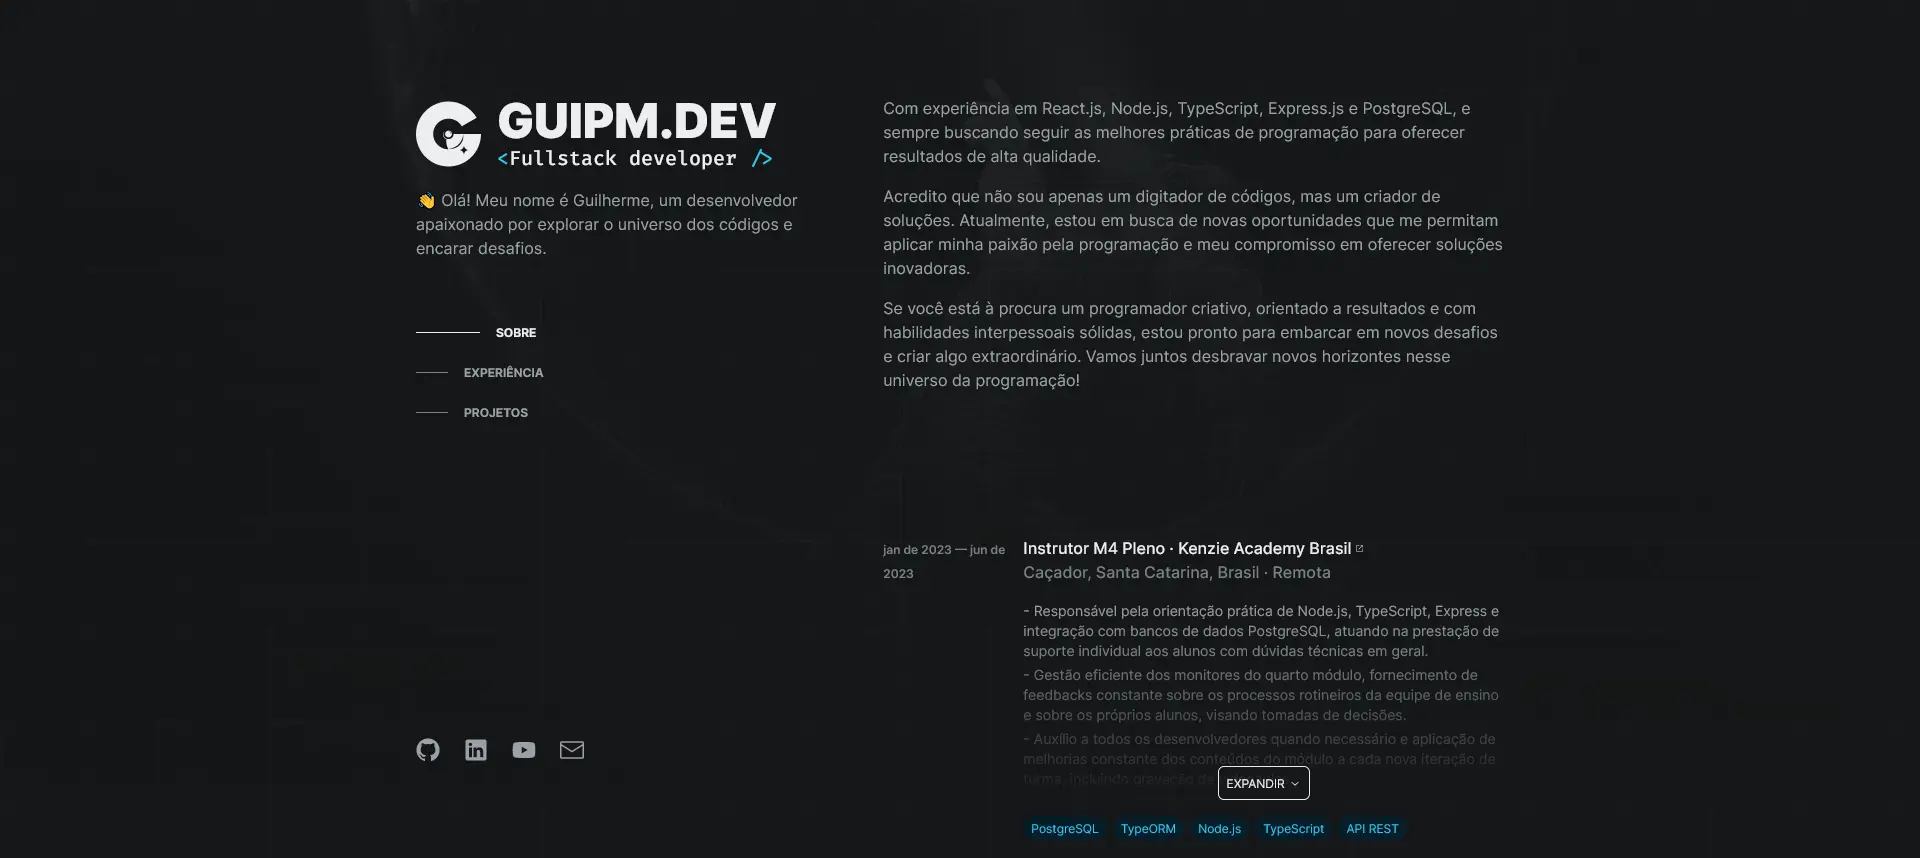 GUIPM.DEV
<Fullstack developer />
👋 Olá! Meu nome é Guilherme, um desenvolvedor
apaixonado por explorar o universo dos códigos e
encarar desafios.
SOBRE
EXPERIÊNCIA
PROJETOS
Com experiência em React.js, Node.js, TypeScript, Express.js e PostgreSQL, e
sempre buscando seguir as melhores práticas de programação para oferecer
resultados de alta qualidade.
Acredito que não sou apenas um digitador de códigos, mas um criador de
soluções. Atualmente, estou em busca de novas oportunidades que me permitam
aplicar minha paixão pela programação e meu compromisso em oferecer soluções
inovadoras.
Se você está à procura um programador criativo, orientado a resultados e com
habilidades interpessoais sólidas, estou pronto para embarcar em novos desafios
e criar algo extraordinário. Vamos juntos desbravar novos horizontes nesse
universo da programação!
jan de 2023 — jun de
2023
Instrutor M4 Pleno · Kenzie Academy Brasil
Caçador, Santa Catarina, Brasil · Remota
- Responsável pela orientação prática de Node.js, TypeScript, Express e
integração com bancos de dados PostgreSQL, atuando na prestação de
suporte individual aos alunos com dúvidas técnicas em geral.
- Gestão eficiente dos monitores do quarto módulo, fornecimento de
feedbacks constante sobre os processos rotineiros da equipe de ensino
e sobre os próprios alunos, visando tomadas de decisões.
- Auxílio a todos os desenvolvedores quando necessário e aplicação de
melhorias constante dos conteúdos do módulo a cada nova iteração de
turma, incluindo gravação de
EXPANDIR
PostgreSQL TypeORM Node.js TypeScript API REST